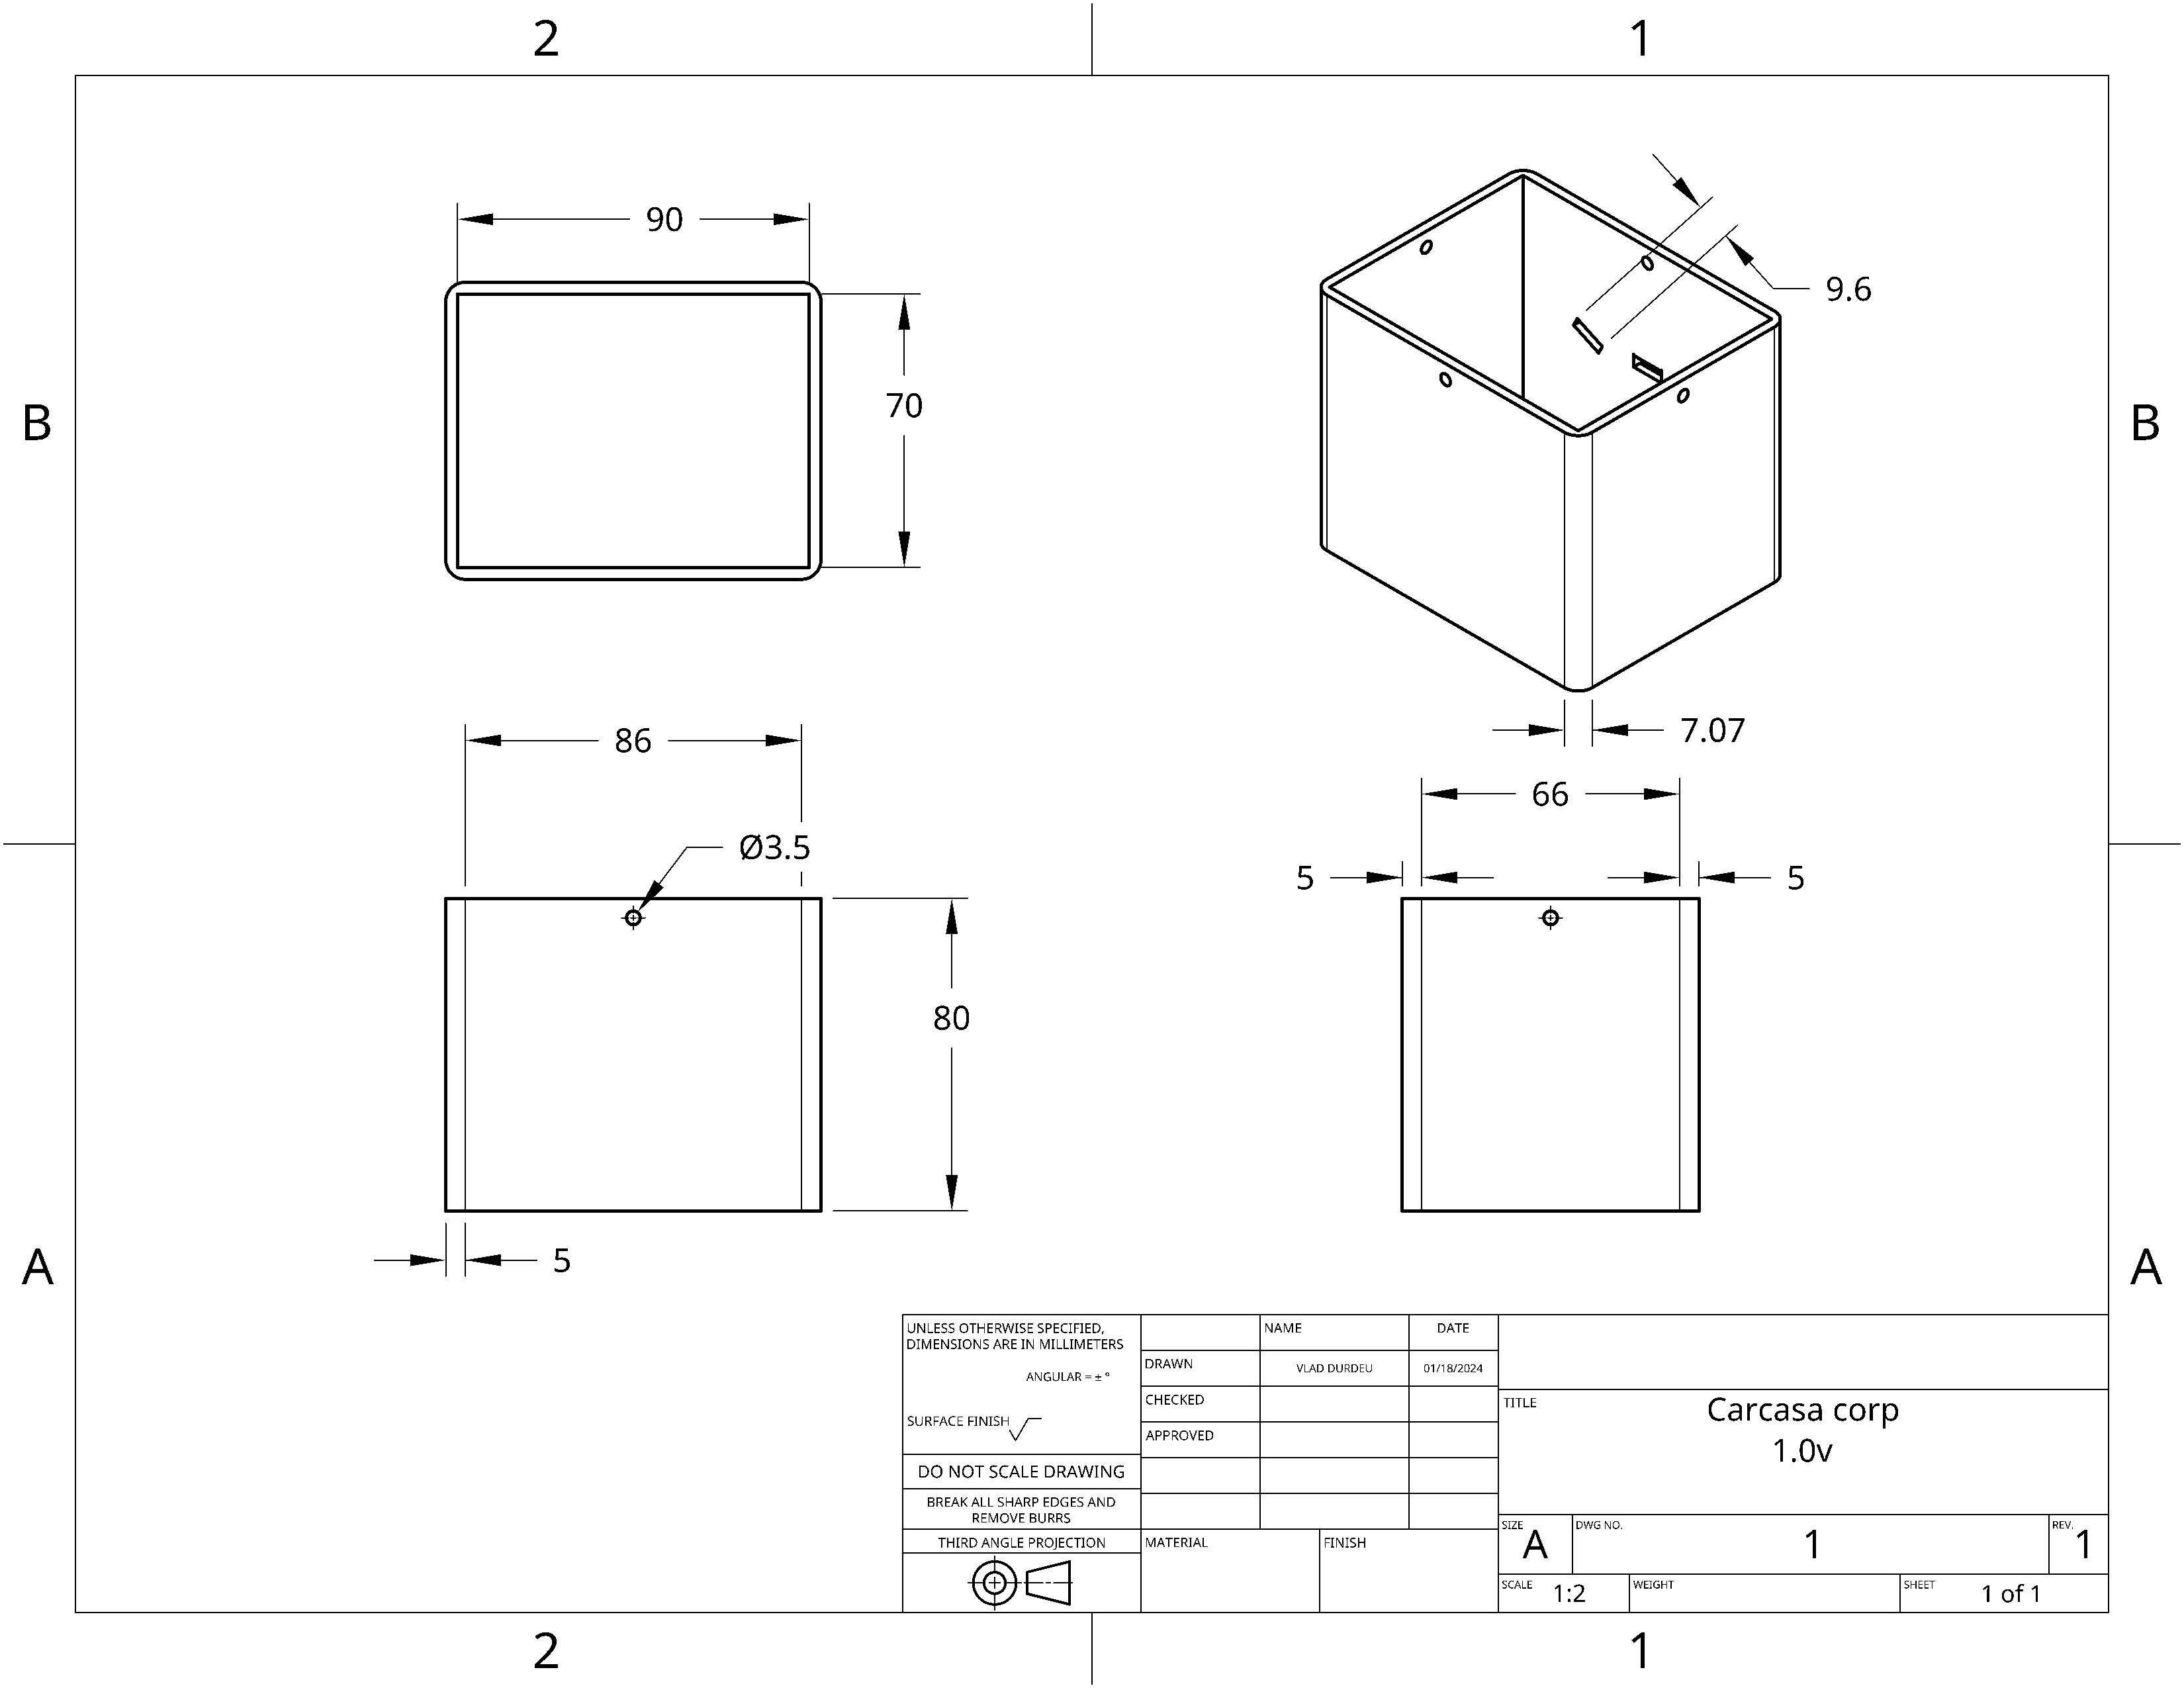 2
1
90
9.6
B
70
B
7.07
86
66
Ø3.5
5
5
80
A
5
A
UNLESS OTHERWISE SPECIFIED,
DIMENSIONS ARE IN MILLIMETERS
ANGULAR = ± °
SURFACE FINISH
DO NOT SCALE DRAWING
BREAK ALL SHARP EDGES AND
REMOVE BURRS
THIRD ANGLE PROJECTION
NAME
DATE
DRAWN
VLAD DURDEU
01/18/2024
CHECKED
APPROVED
MATERIAL
FINISH
TITLE
Carcasa corp
1.0v
SIZE
A
DWG NO.
1
REV.
1
SCALE
1:2
WEIGHT
SHEET
1 of 1
2
1